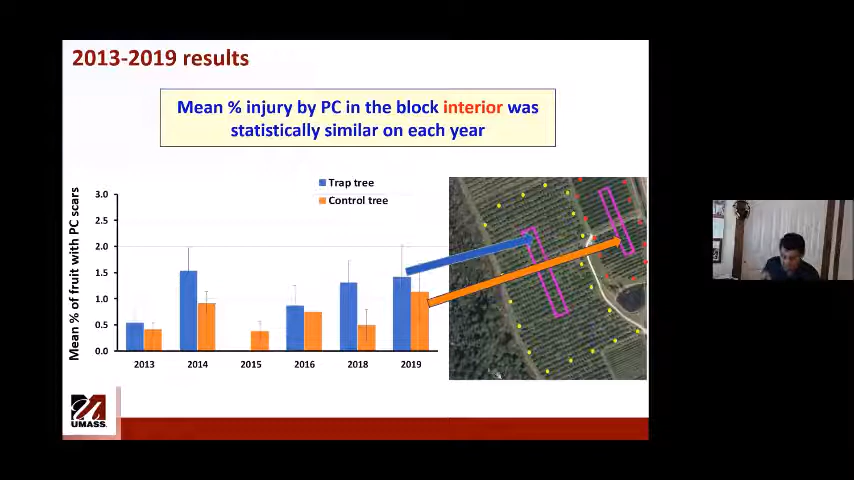 2013-2019 results
Mean % injury by PC in the block interior was
statistically similar on each year
Trap tree
Control tree
Mean % of fruit with PC scars
3.0
2.5
2.0
1.5
1.0
0.5
0.0
2013 2014 2015 2016 2018 2019
UMASS